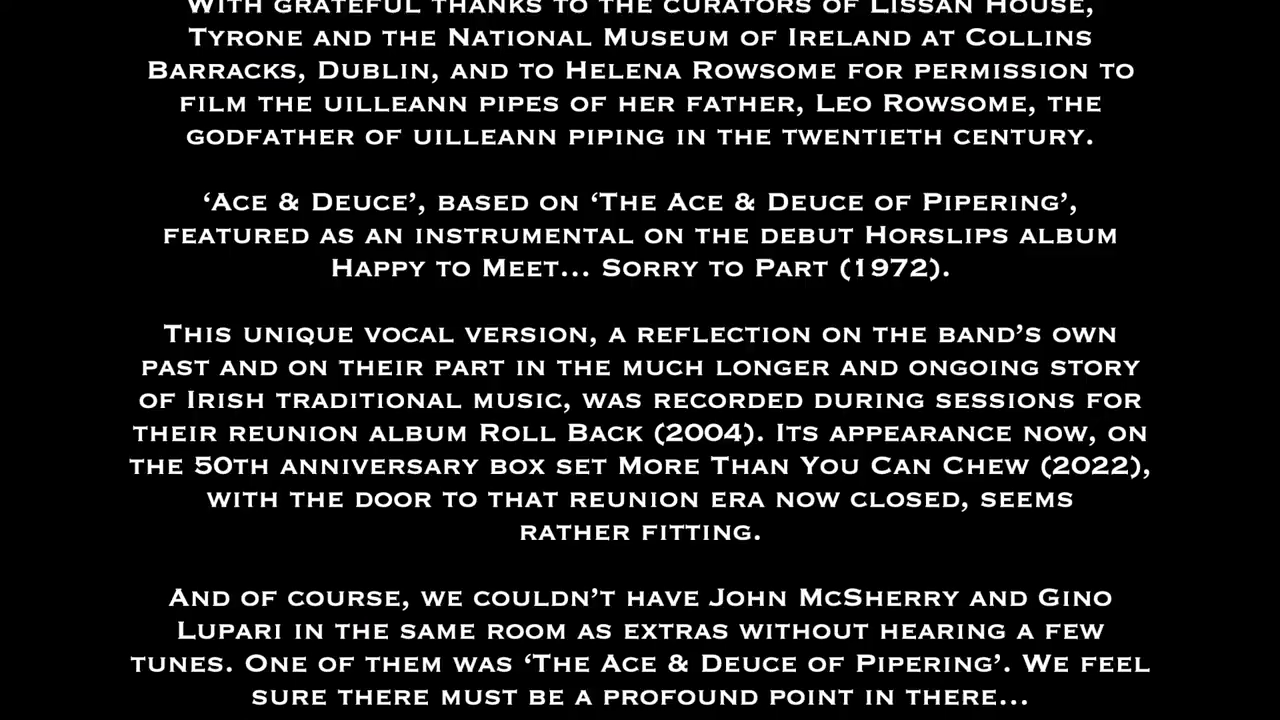 With grateful thanks to the curators of Lissan House,
Tyrone and the National Museum of Ireland at Collins
Barracks, Dublin, and to Helena Rowsome for permission to
film the uilleann pipes of her father, Leo Rowsome, the
godfather of uilleann piping in the twentieth century.
‘Ace & Deuce’, based on ‘The Ace & Deuce of Pipering’,
featured as an instrumental on the debut Horslips album
Happy to Meet... Sorry to Part (1972).
This unique vocal version, a reflection on the band’s own
past and on their part in the much longer and ongoing story
of Irish traditional music, was recorded during sessions for
their reunion album Roll Back (2004). Its appearance now, on
the 50th anniversary box set More Than You Can Chew (2022),
with the door to that reunion era now closed, seems
rather fitting.
And of course, we couldn’t have John McSherry and Gino
Lupari in the same room as extras without hearing a few
tunes. One of them was ‘The Ace & Deuce of Pipering’. We feel
sure there must be a profound point in there...